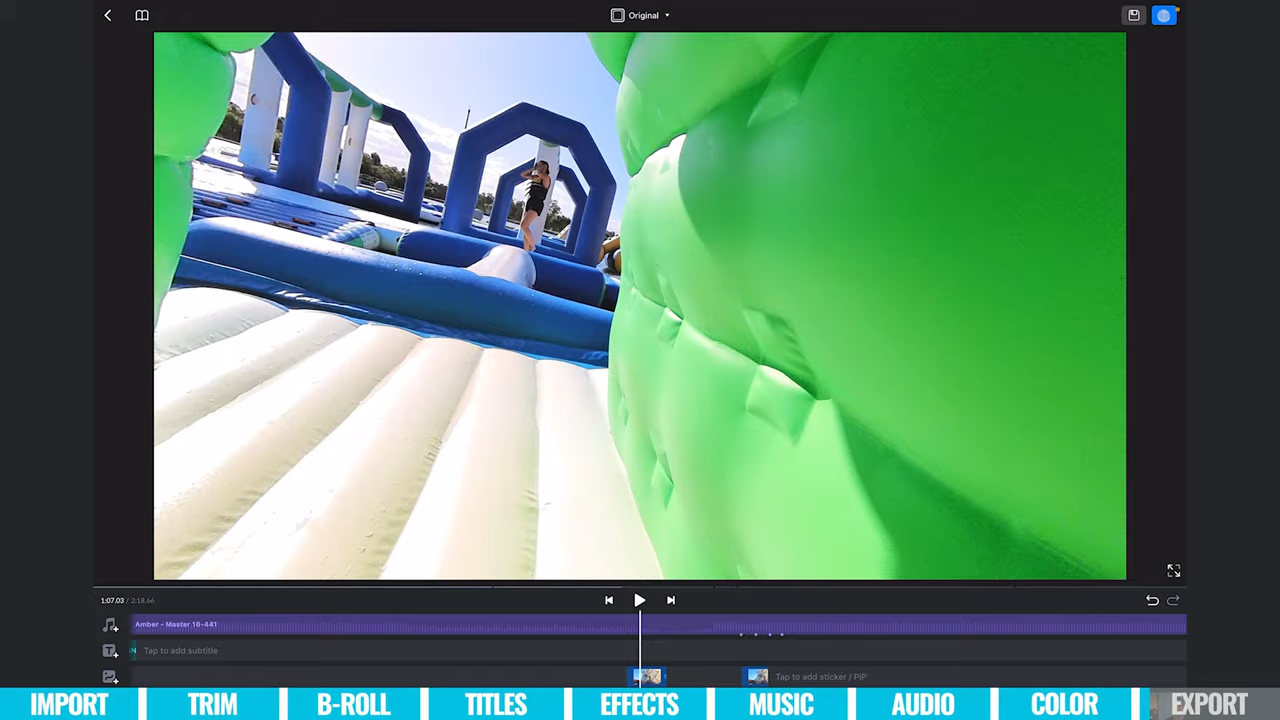 Original
1:07.03 / 2:18.66
Amber - Master 16-441
N Tap to add subtitle
Tap to add sticker / PIP
IMPORT TRIM B-ROLL TITLES EFFECTS MUSIC AUDIO COLOR EXPORT